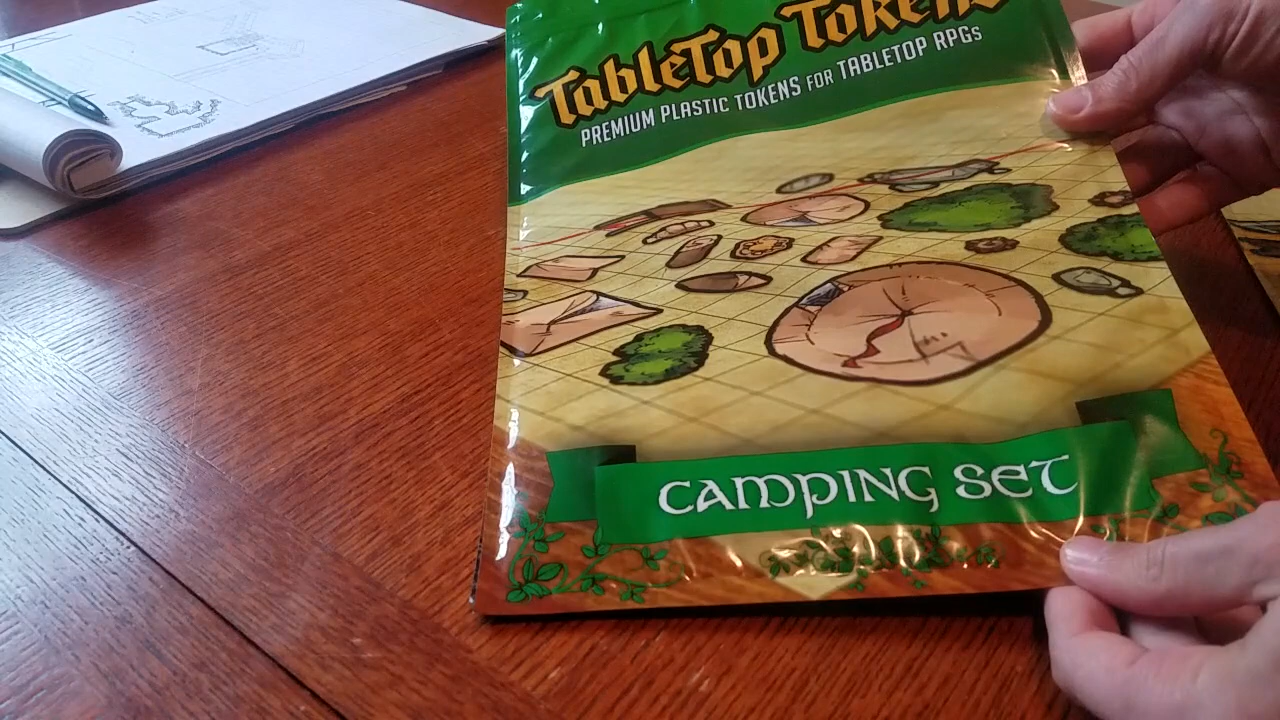 TableTop Tokens
PREMIUM PLASTIC TOKENS FOR TABLETOP RPGs
CAMPING SET